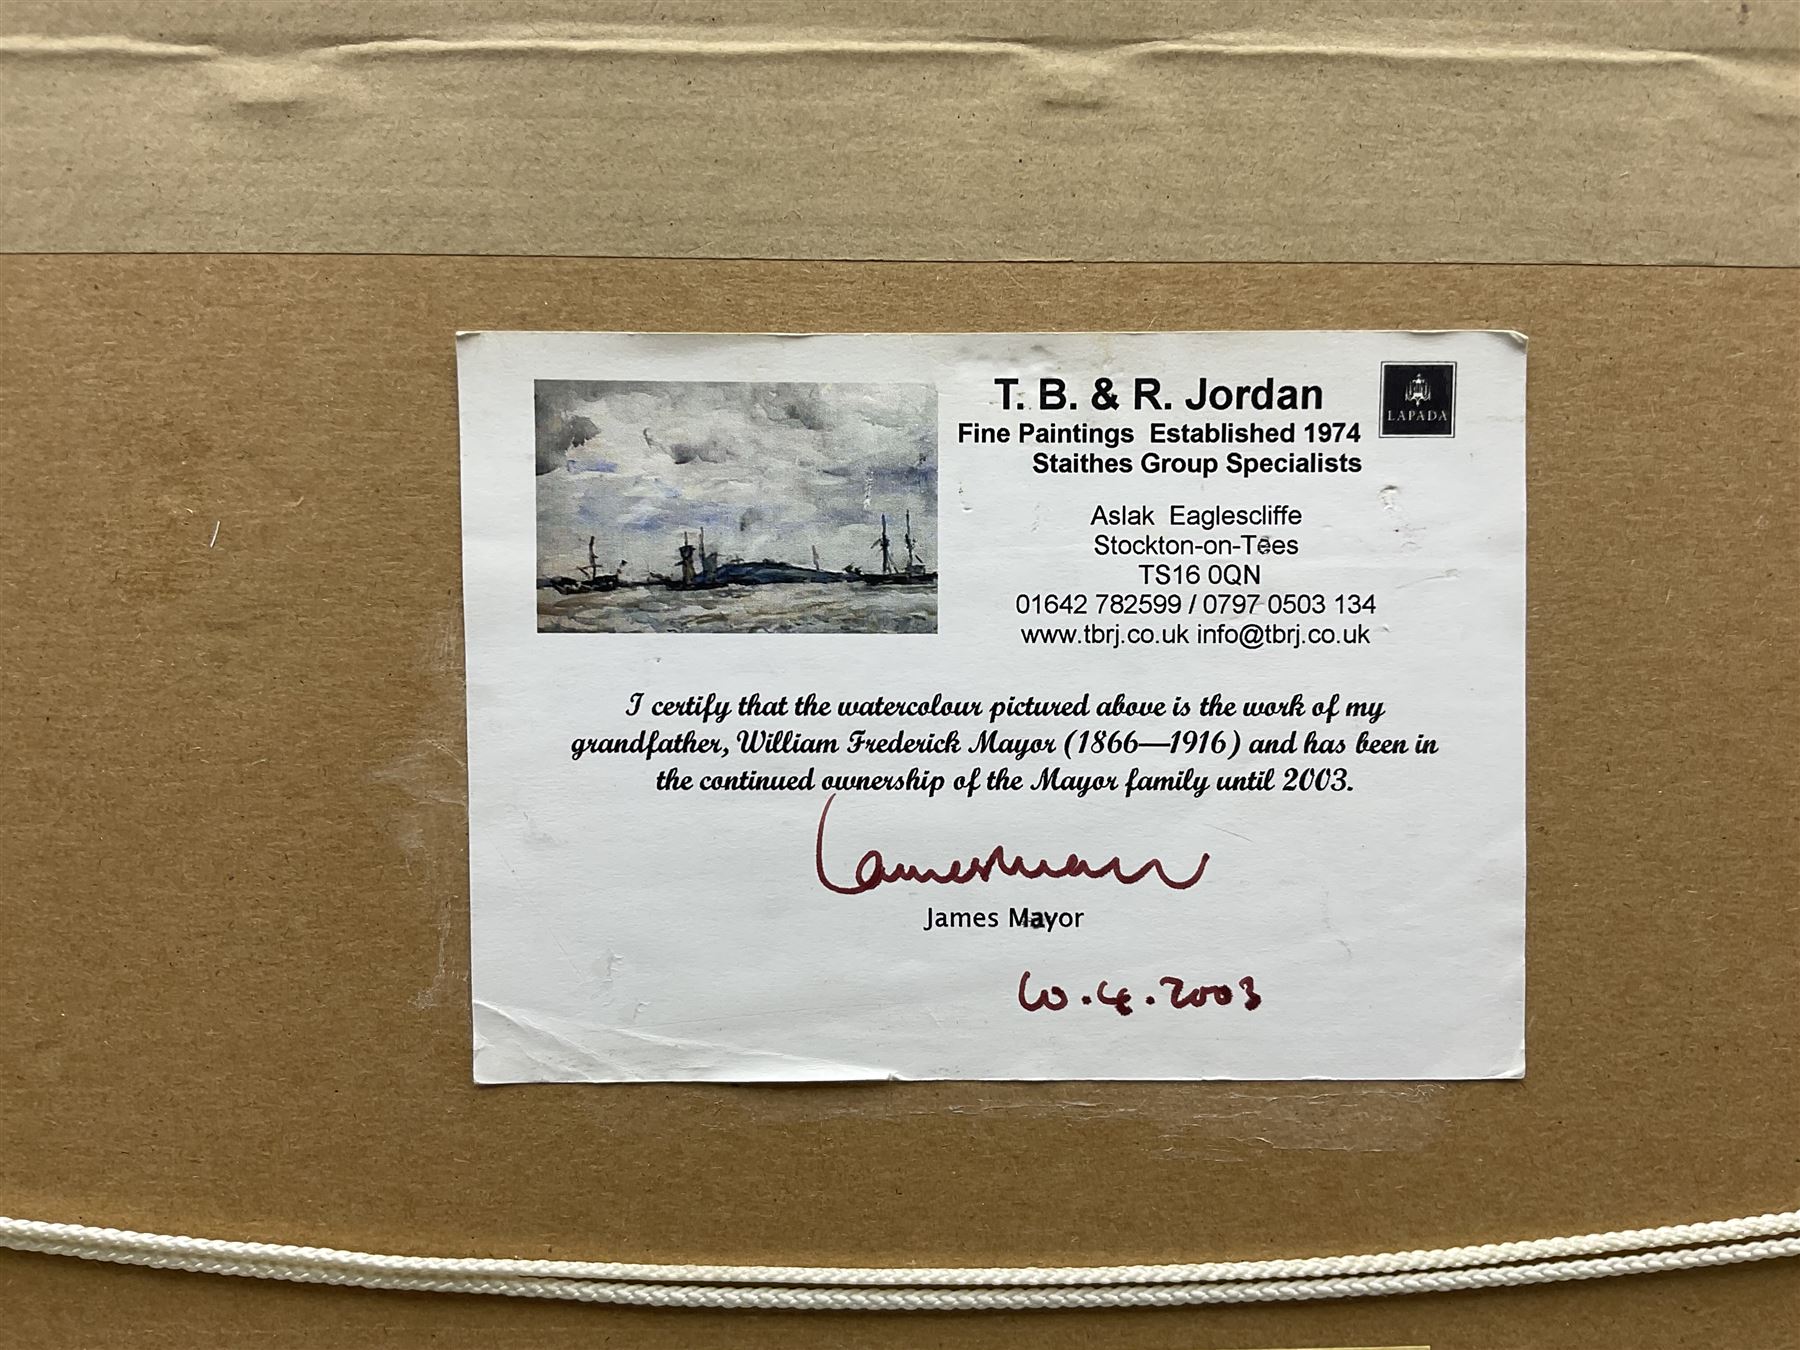 T. B. & R. Jordan
LAPADA
Fine Paintings Established 1974
Staithes Group Specialists
Aslak Eaglescliffe
Stockton-on-Tees
TS16 0QN
01642 782599 / 0797 0503 134
www.tbrj.co.uk info@tbrj.co.uk
I certify that the watercolour pictured above is the work of my
grandfather, William Frederick Mayor (1866—1916) and has been in
the continued ownership of the Mayor family until 2003.
James Mayor
.4.2003